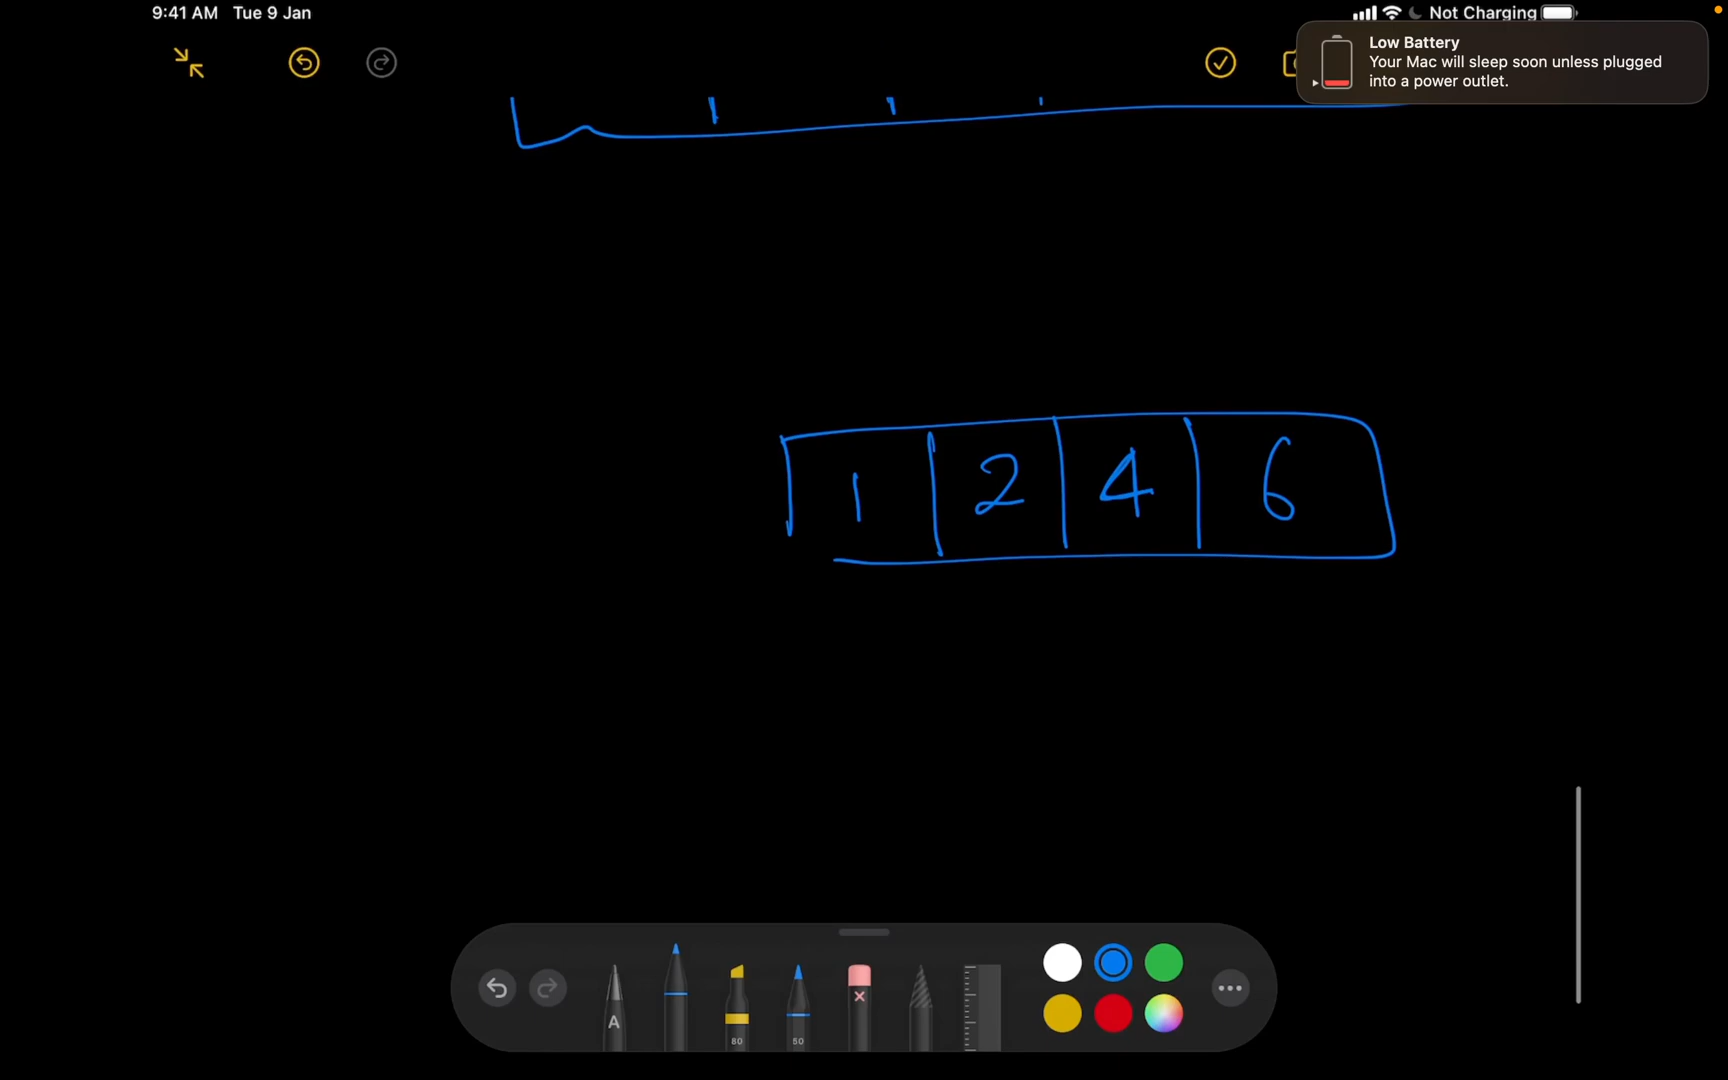 9:41 AM Tue 9 Jan
Not Charging
Low Battery
Your Mac will sleep soon unless plugged
into a power outlet.
1 2 4 6
A
80
50